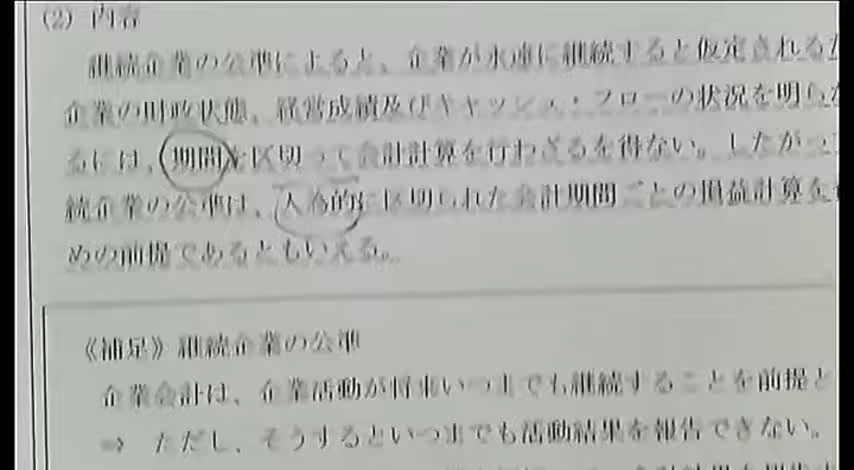 (2) 内容
継続企業の公準によると、企業が永遠に継続すると仮定される
企業の財政状態、経営成績及びキャッシュ・フローの状況を明ら
るには、期間を区切って会計計算を行わざるを得ない。したがっ
続企業の公準は、人為的に区切られた会計期間ごとの損益計算を
めの前提であるともいえる。
《補足》継続企業の公準
企業会計は、企業活動が将来いつまでも継続することを前提と
⇒ ただし、そうするといつまでも活動結果を報告できない。